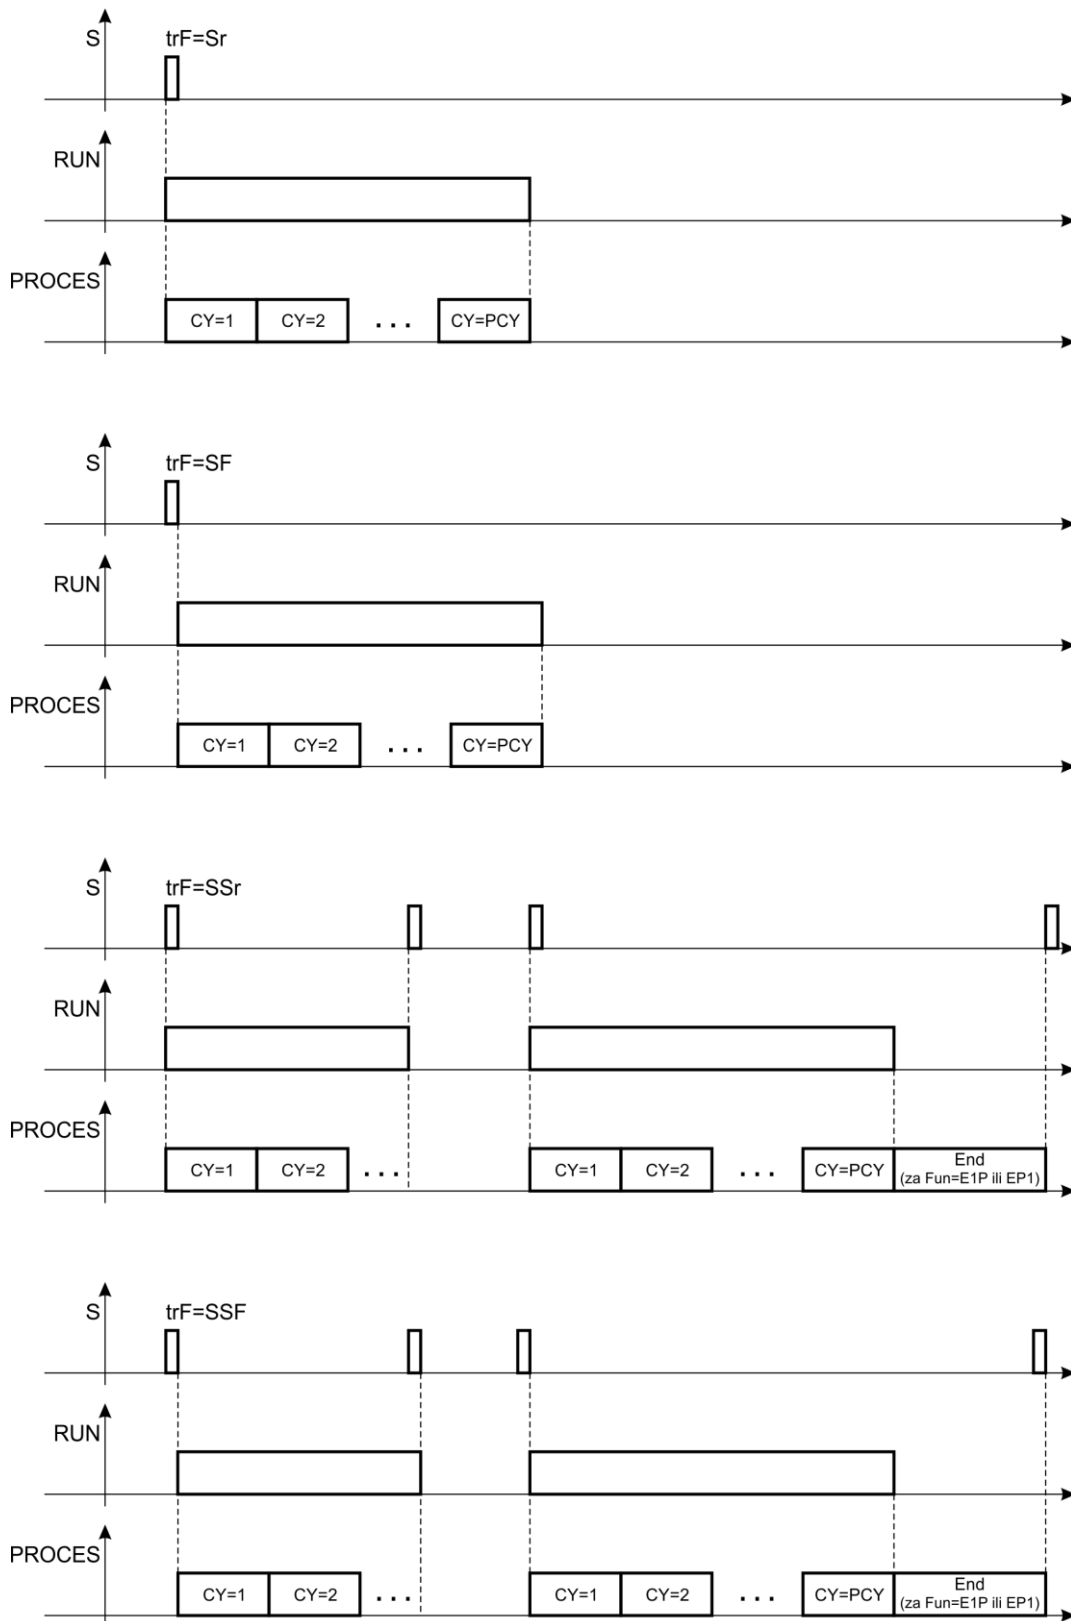 S
trF=Sr
RUN
PROCES
CY=1 CY=2 . . . CY=PCY
S
trF=SF
RUN
PROCES
CY=1 CY=2 . . . CY=PCY
S
trF=SSr
RUN
PROCES
CY=1 CY=2 . . . CY=1 CY=2 . . . CY=PCY End
(za Fun=E1P ili EP1)
S
trF=SSF
RUN
PROCES
CY=1 CY=2 . . . CY=1 CY=2 . . . CY=PCY End
(za Fun=E1P ili EP1)